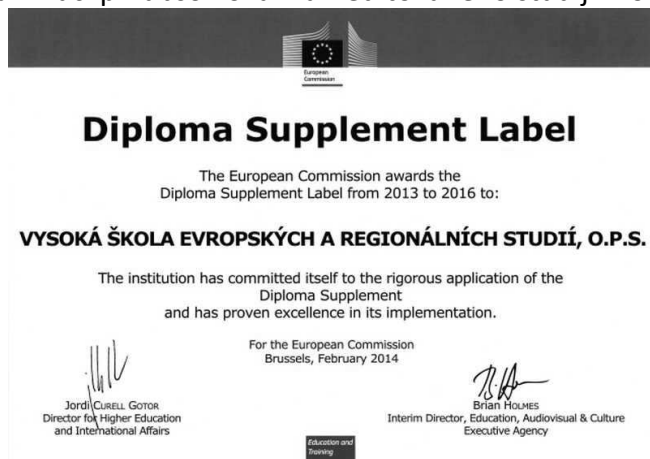 European
Commission
Diploma Supplement Label
The European Commission awards the
Diploma Supplement Label from 2013 to 2016 to:
VYSOKÁ ŠKOLA EVROPSKÝCH A REGIONÁLNÍCH STUDIÍ, O.P.S.
The institution has committed itself to the rigorous application of the
Diploma Supplement
and has proven excellence in its implementation.
For the European Commission
Brussels, February 2014
Jordi CURELL GOTOR
Director for Higher Education
and International Affairs
Brian HOLMES
Interim Director, Education, Audiovisual & Culture
Executive Agency
Education and
Training